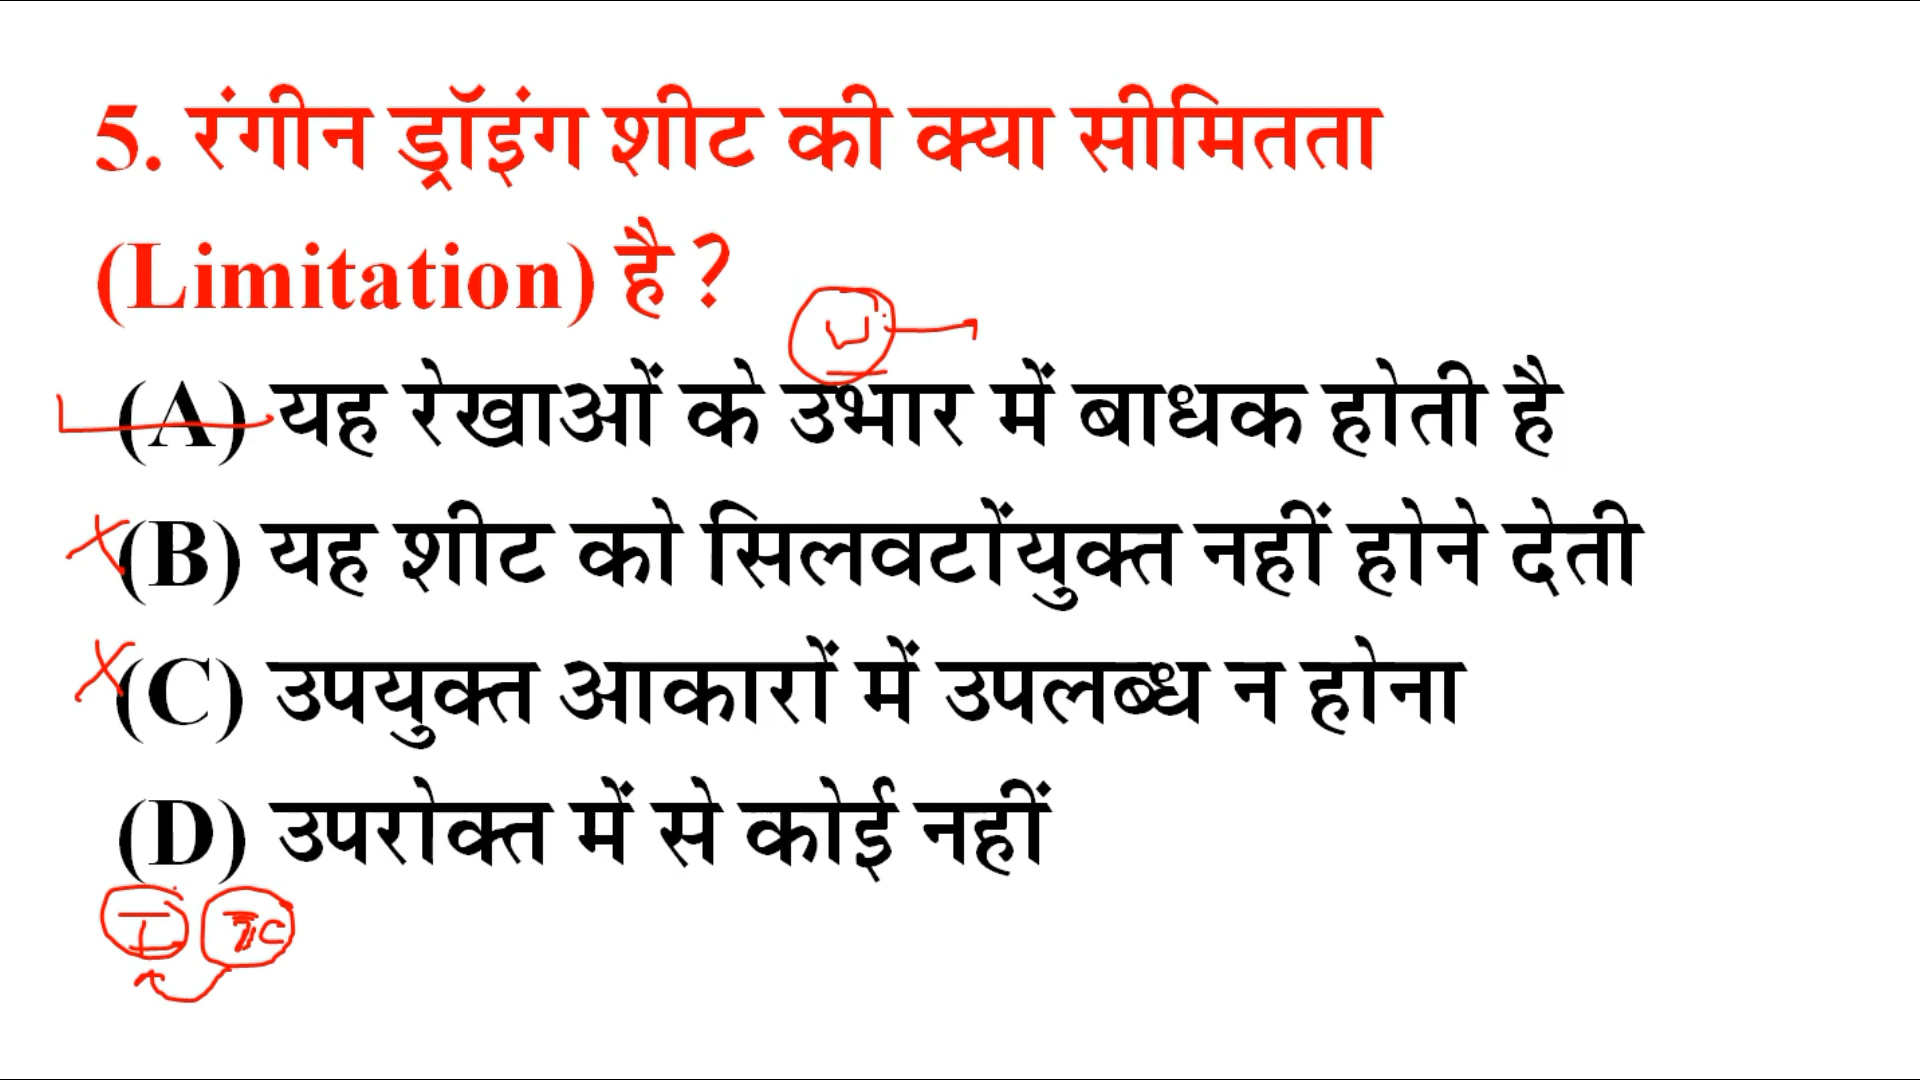 5. रंगीन ड्रॉइंग शीट की क्या सीमितता
(Limitation) है ?
(A) यह रेखाओं के उभार में बाधक होती है
(B) यह शीट को सिलवटोंयुक्त नहीं होने देती
(C) उपयुक्त आकारों में उपलब्ध न होना
(D) उपरोक्त में से कोई नहीं